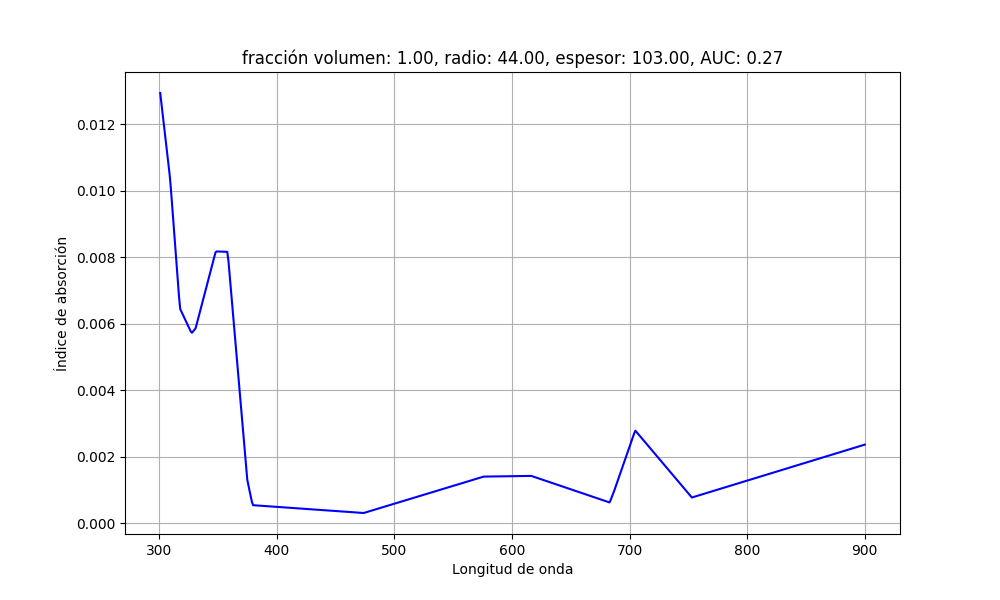 fracción volumen: 1.00, radio: 44.00, espesor: 103.00, AUC: 0.27
0.012
0.010
0.008
0.006
0.004
0.002
0.000
Índice de absorción
300 400 500 600 700 800 900
Longitud de onda